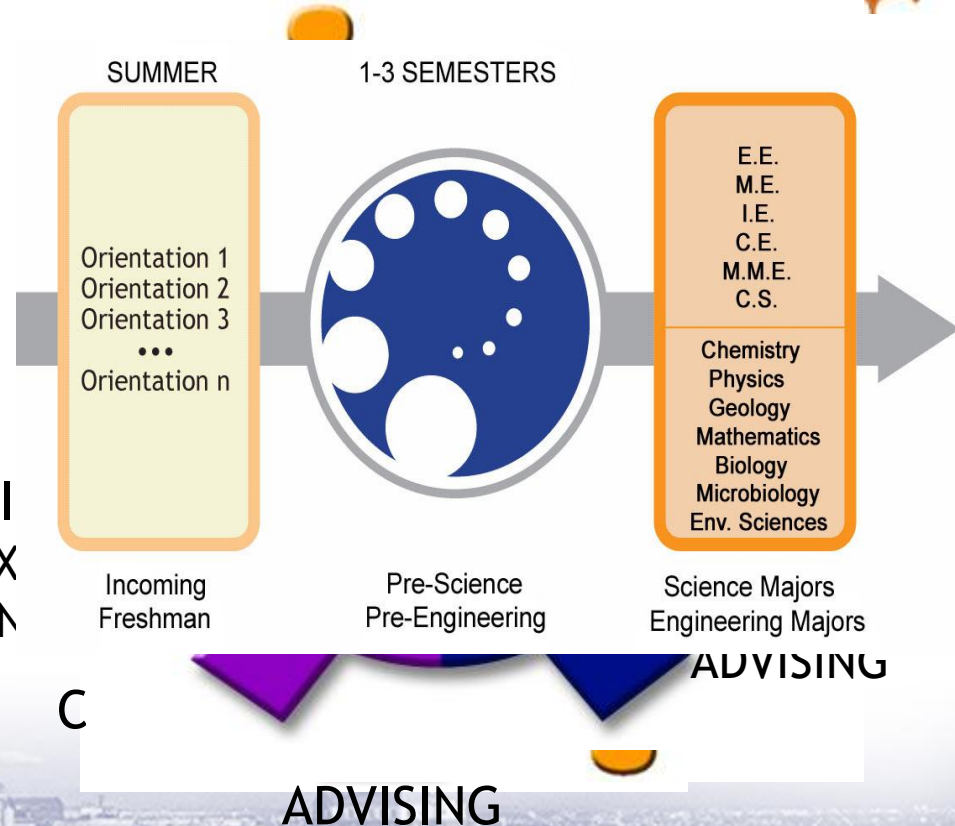 SUMMER
1-3 SEMESTERS
Orientation 1
Orientation 2
Orientation 3
•••
Orientation n
E.E.
M.E.
I.E.
C.E.
M.M.E.
C.S.
Chemistry
Physics
Geology
Mathematics
Biology
Microbiology
Env. Sciences
Incoming
Freshman
Pre-Science
Pre-Engineering
Science Majors
Engineering Majors
ADVISING
C
ADVISING